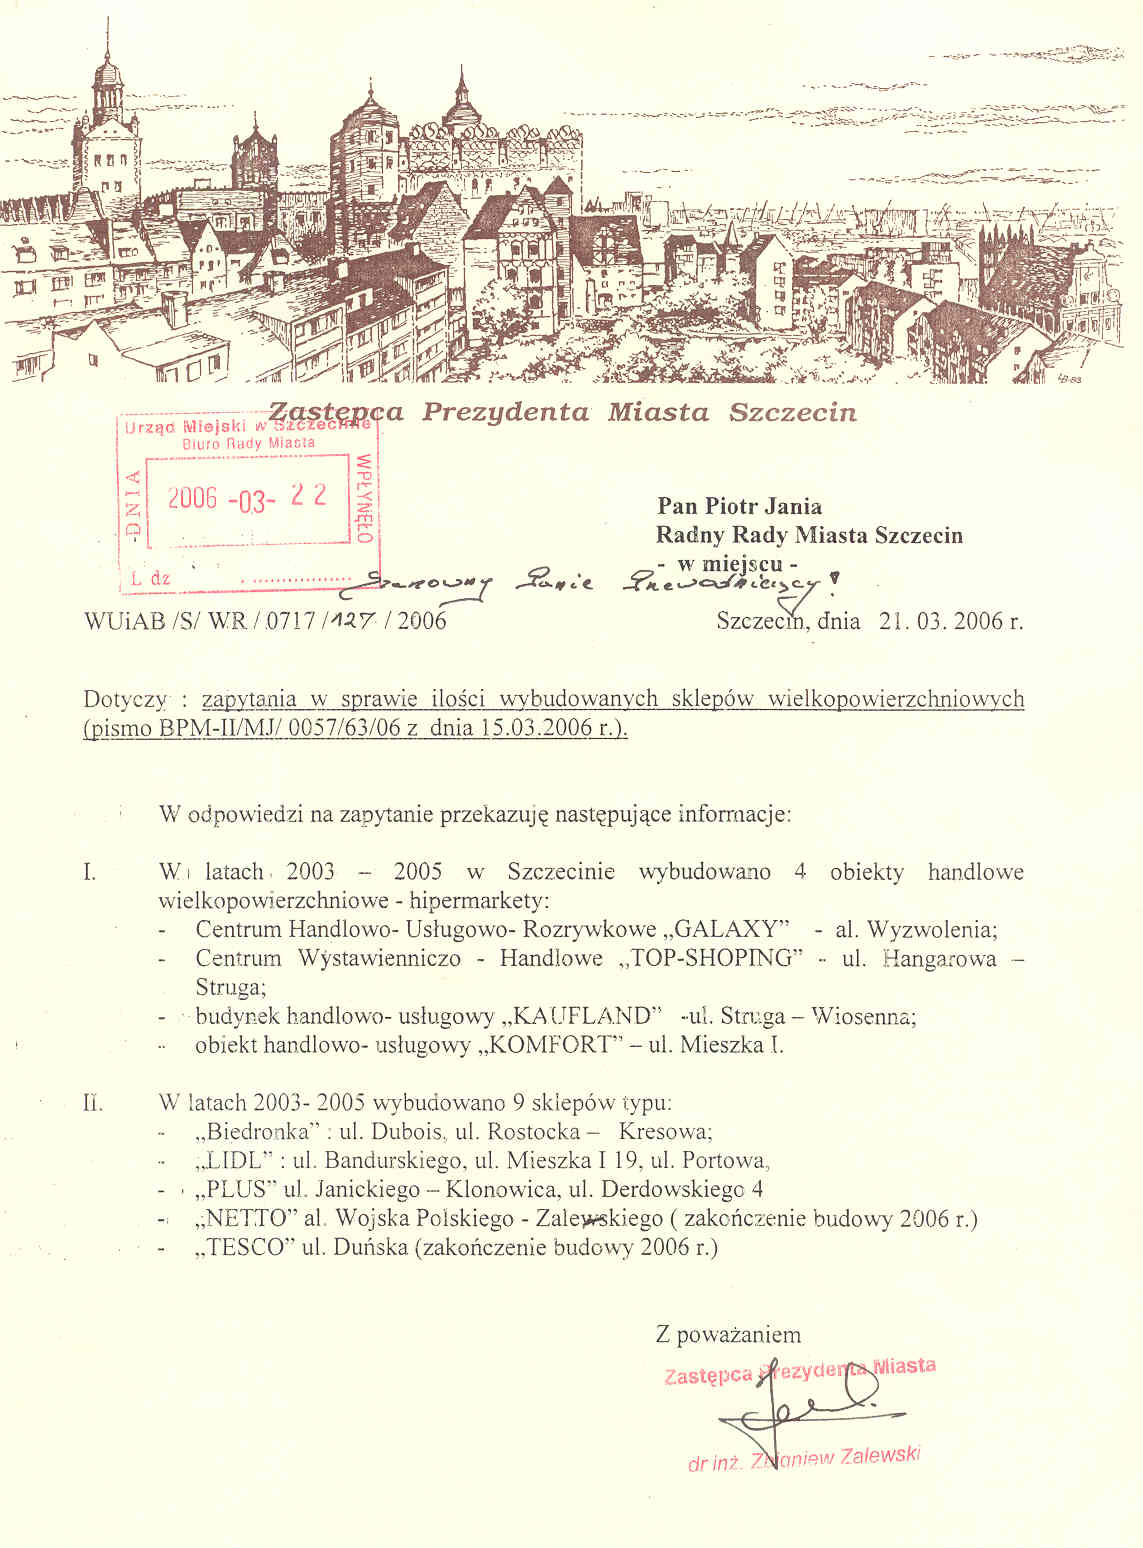 Zastępca Prezydenta Miasta Szczecin
Urząd Miejski w Szczecinie
Biuro Rady Miasta
DNIA
2006 -03- 22
WPŁYNĘŁO
L dz
Pan Piotr Jania
Radny Rady Miasta Szczecin
- w miejscu -
Szanowny Panie Przewodniczący!
WUiAB /S/ WR / 0717 /127 / 2006
Szczecin, dnia 21. 03. 2006 r.
Dotyczy : zapytania w sprawie ilości wybudowanych sklepów wielkopowierzchniowych
(pismo BPM-II/MJ/ 0057/63/06 z dnia 15.03.2006 r.).
W odpowiedzi na zapytanie przekazuję następujące informacje:
I. W latach 2003 – 2005 w Szczecinie wybudowano 4 obiekty handlowe
wielkopowierzchniowe - hipermarkety:
- Centrum Handlowo- Usługowo- Rozrywkowe „GALAXY” - al. Wyzwolenia;
- Centrum Wystawienniczo - Handlowe „TOP-SHOPING” - ul. Hangarowa –
Struga;
- budynek handlowo- usługowy „KAUFLAND” -ul. Struga – Wiosenna;
- obiekt handlowo- usługowy „KOMFORT” – ul. Mieszka I.
II. W latach 2003- 2005 wybudowano 9 sklepów typu:
- „Biedronka” : ul. Dubois, ul. Rostocka – Kresowa;
- „LIDL” : ul. Bandurskiego, ul. Mieszka I 19, ul. Portowa,
- „PLUS” ul. Janickiego – Klonowica, ul. Derdowskiego 4
- „NETTO” al. Wojska Polskiego - Zalewskiego ( zakończenie budowy 2006 r.)
- „TESCO” ul. Duńska (zakończenie budowy 2006 r.)
Z poważaniem
Zastępca Prezydenta Miasta
dr inż. Zbigniew Zalewski